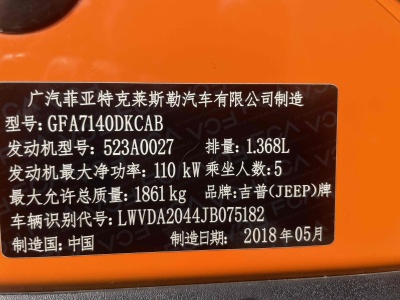 广汽菲亚特克莱斯勒汽车有限公司制造
型号:GFA7140DKCAB
发动机型号:523A0027 排量:1.368L
发动机最大净功率:110 kW 乘坐人数:5
最大允许总质量:1861kg 品牌:吉普(JEEP)牌
车辆识别代号:LWVDA2044JB075182
制造国:中国 制造日期: 2018年05月